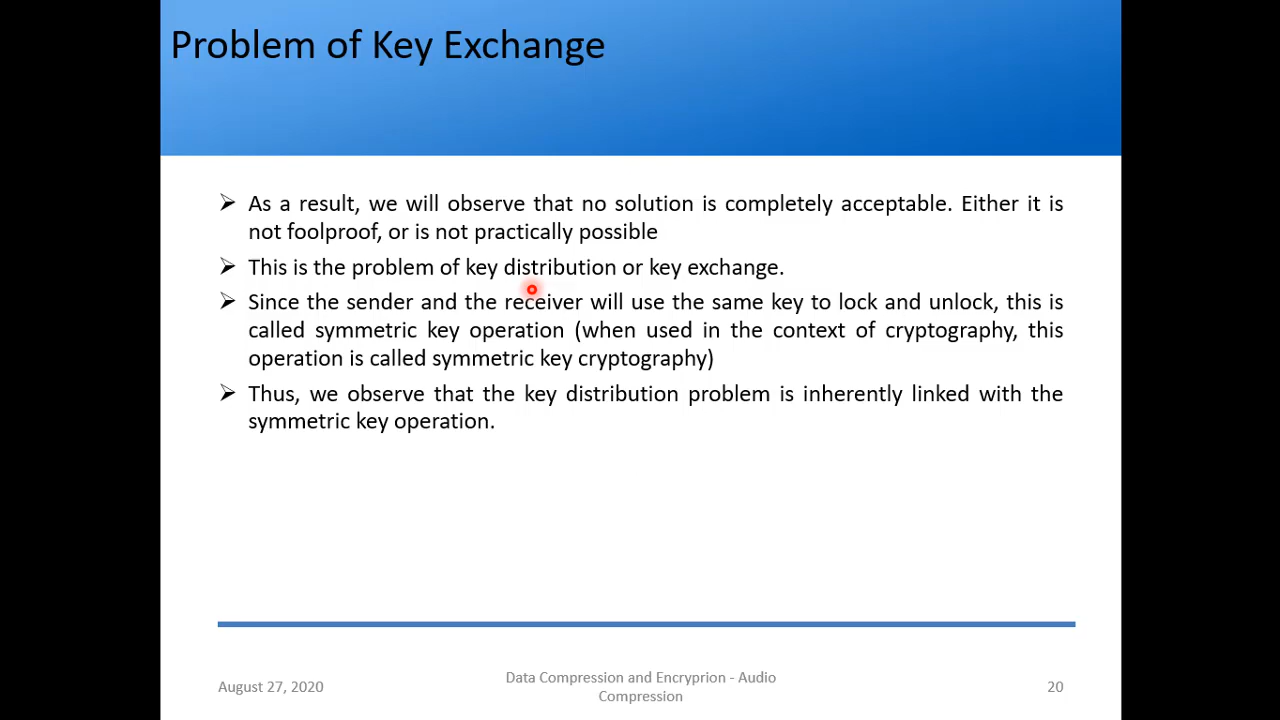 Problem of Key Exchange
As a result, we will observe that no solution is completely acceptable. Either it is
not foolproof, or is not practically possible
This is the problem of key distribution or key exchange.
Since the sender and the receiver will use the same key to lock and unlock, this is
called symmetric key operation (when used in the context of cryptography, this
operation is called symmetric key cryptography)
Thus, we observe that the key distribution problem is inherently linked with the
symmetric key operation.
August 27, 2020
Data Compression and Encryprion - Audio
Compression
20